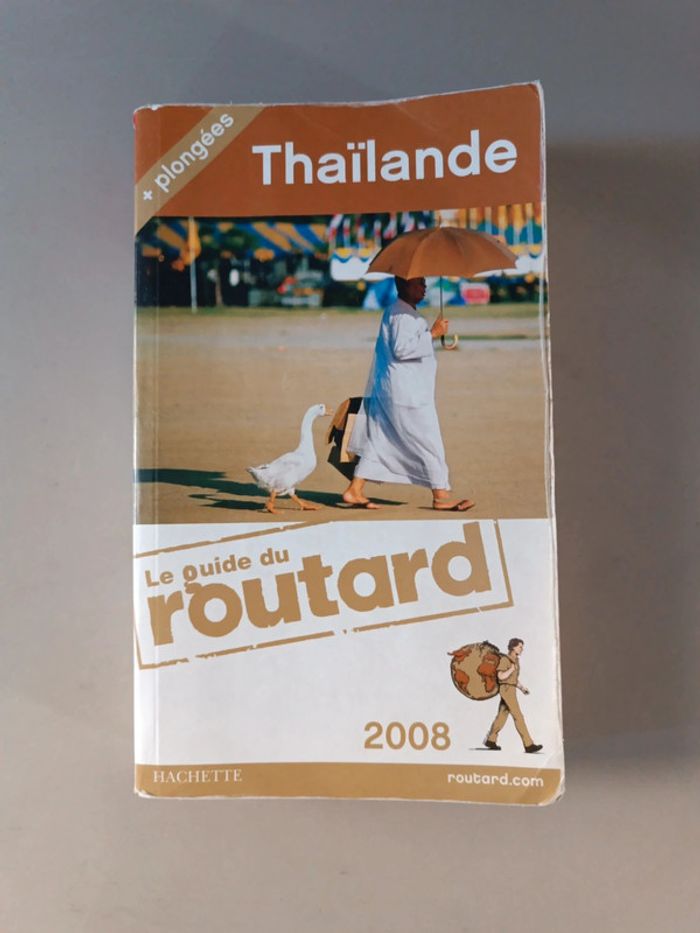 + plongées
Thaïlande
Le guide du
routard
2008
HACHETTE
routard.com